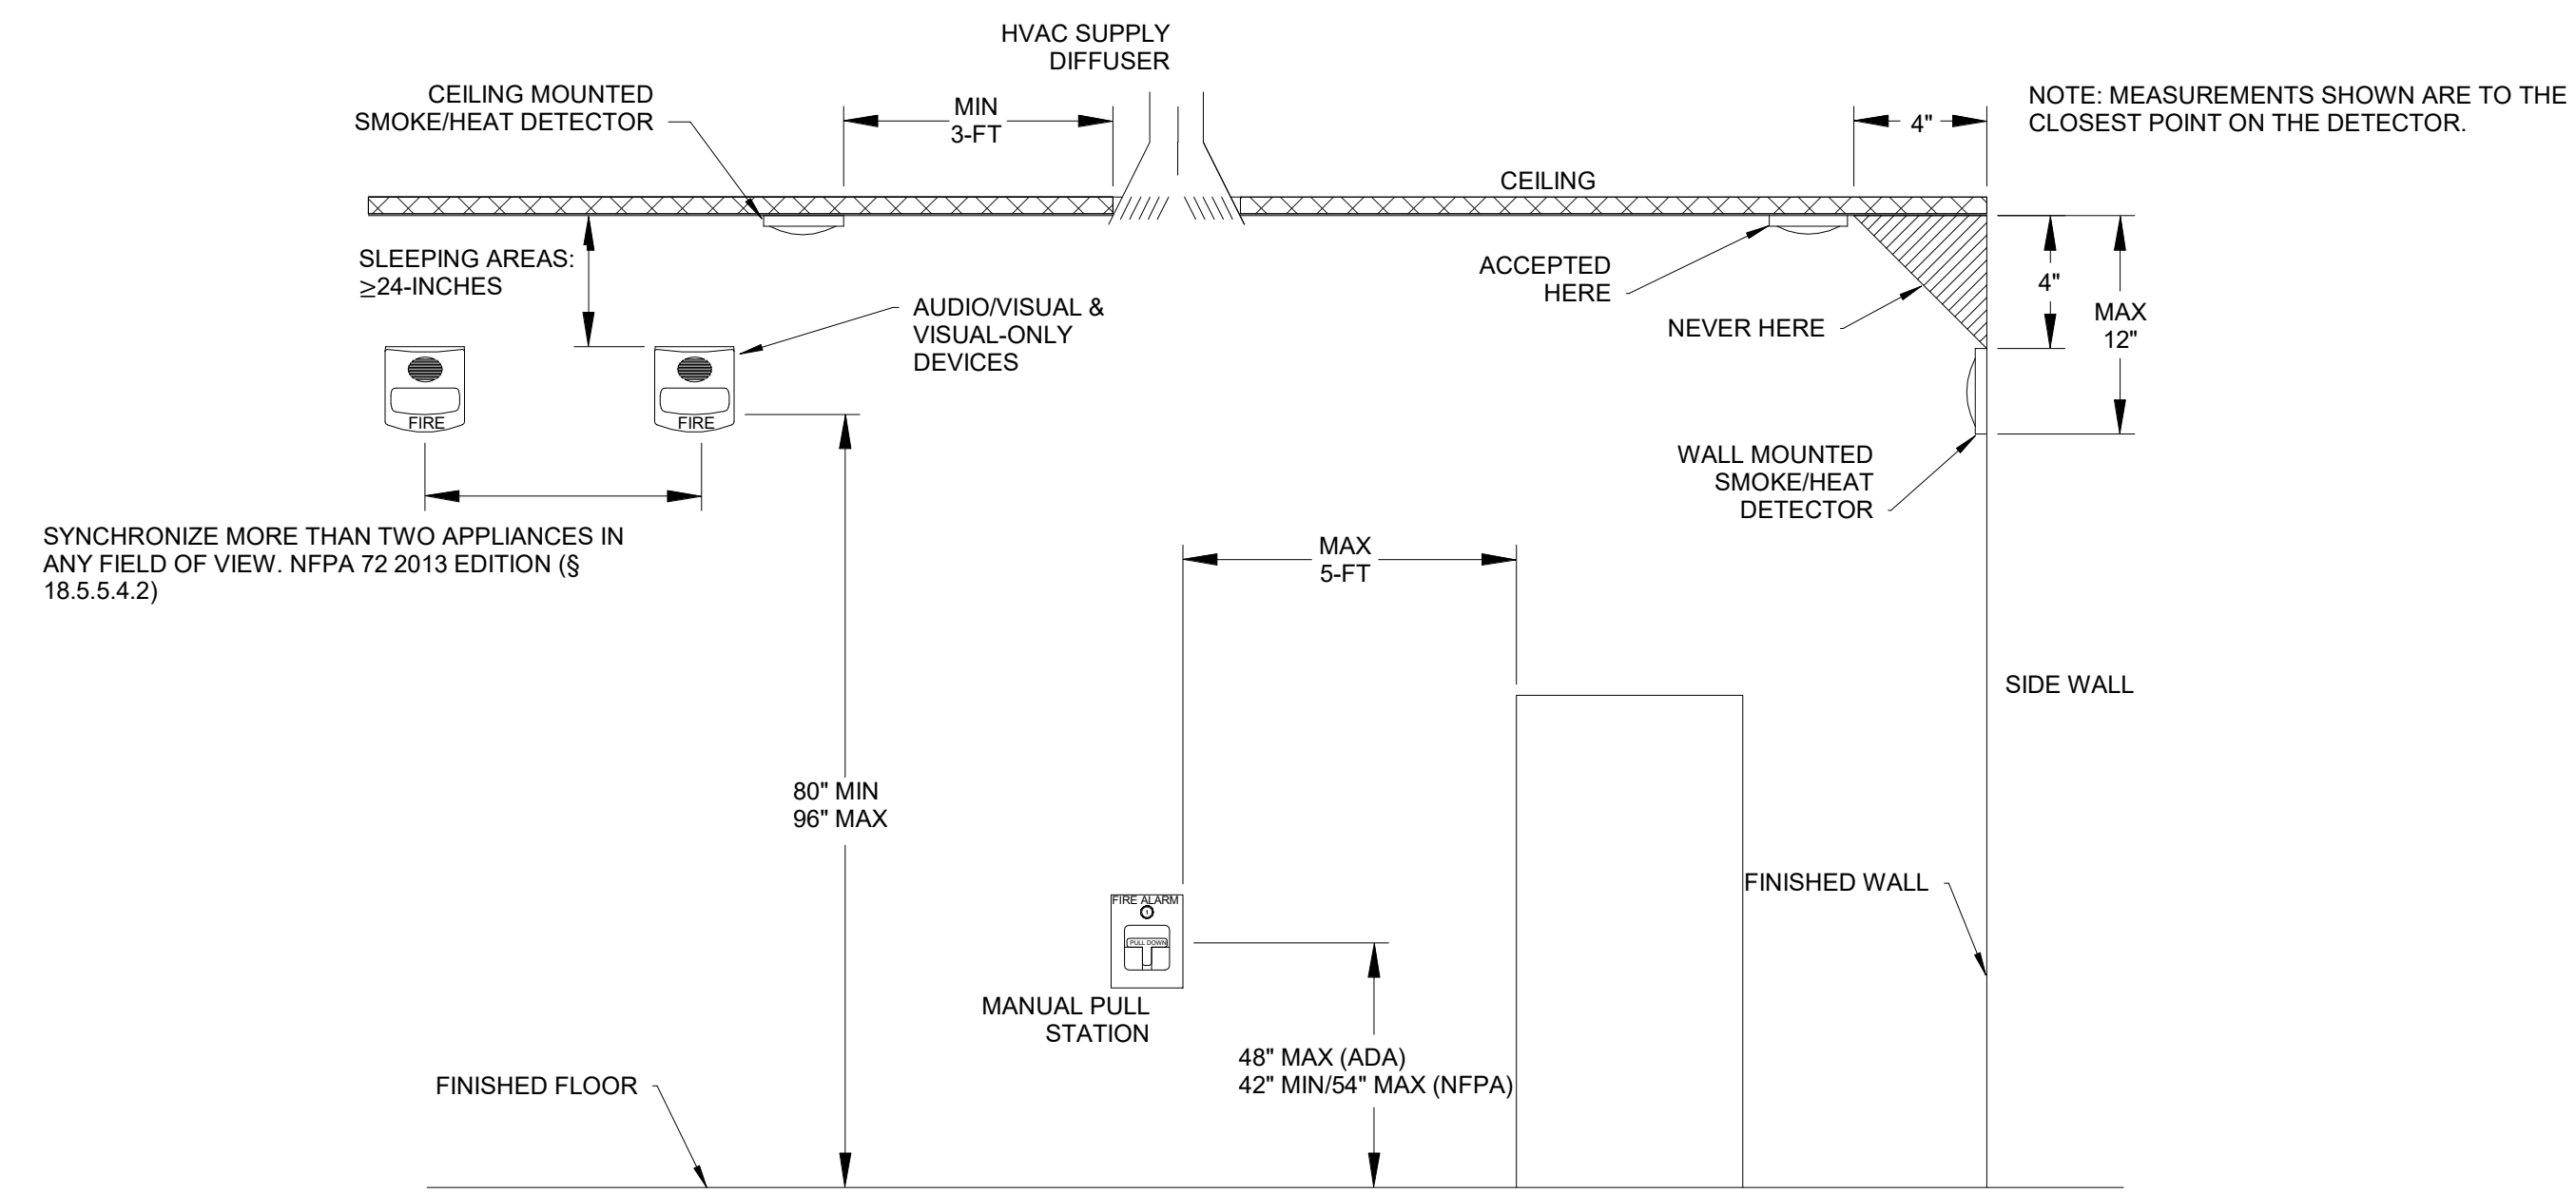 HVAC SUPPLY
DIFFUSER
CEILING MOUNTED
SMOKE/HEAT DETECTOR
MIN
3-FT
4"
NOTE: MEASUREMENTS SHOWN ARE TO THE
CLOSEST POINT ON THE DETECTOR.
CEILING
SLEEPING AREAS:
≥24-INCHES
AUDIO/VISUAL &
VISUAL-ONLY
DEVICES
ACCEPTED
HERE
NEVER HERE
4"
MAX
12"
FIRE
FIRE
WALL MOUNTED
SMOKE/HEAT
DETECTOR
SYNCHRONIZE MORE THAN TWO APPLIANCES IN
ANY FIELD OF VIEW. NFPA 72 2013 EDITION (§
18.5.5.4.2)
MAX
5-FT
SIDE WALL
80" MIN
96" MAX
FINISHED WALL
FIRE ALARM
PULL DOWN
MANUAL PULL
STATION
48" MAX (ADA)
42" MIN/54" MAX (NFPA)
FINISHED FLOOR